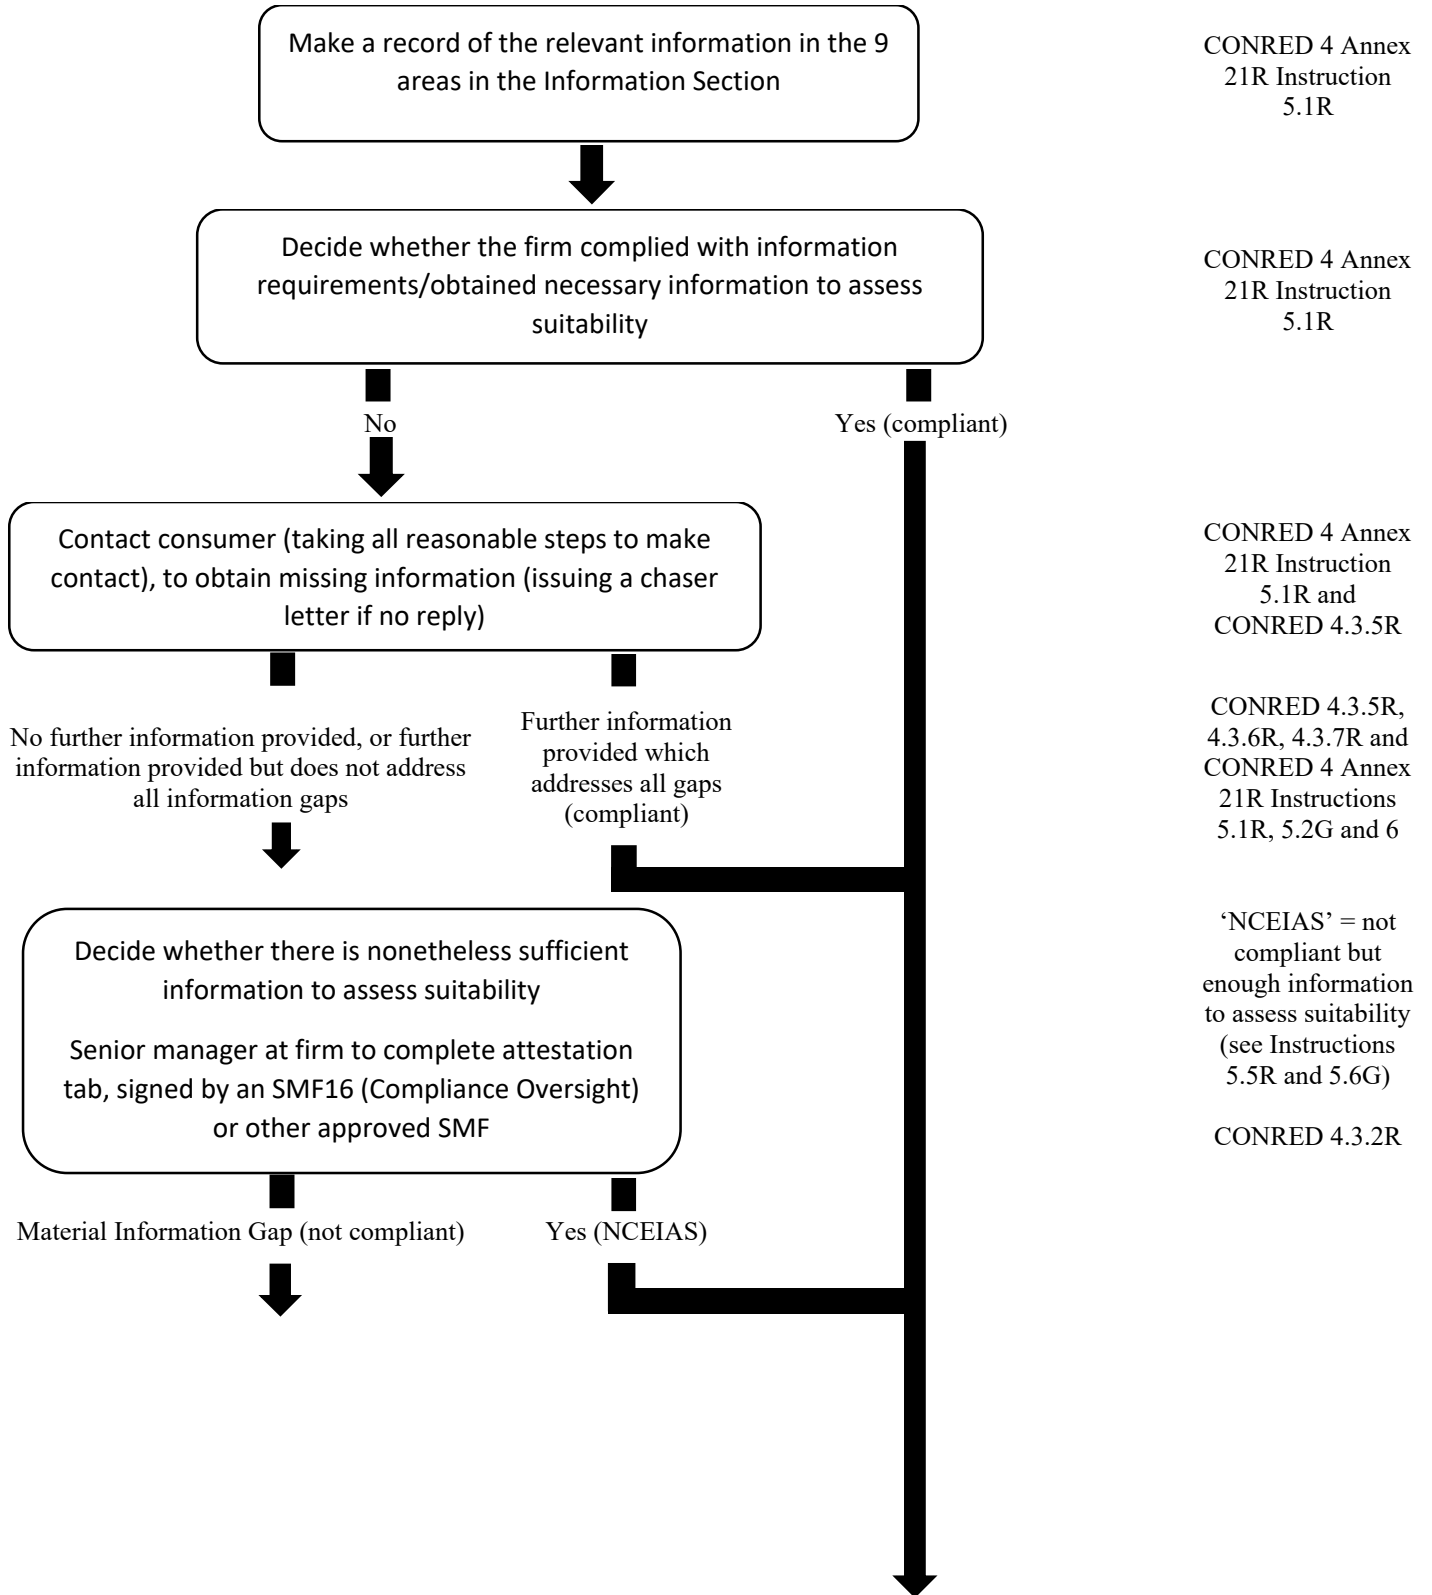 Make a record of the relevant information in the 9
areas in the Information Section
CONRED 4 Annex
21R Instruction
5.1R
Decide whether the firm complied with information
requirements/obtained necessary information to assess
suitability
CONRED 4 Annex
21R Instruction
5.1R
No
Yes (compliant)
Contact consumer (taking all reasonable steps to make
contact), to obtain missing information (issuing a chaser
letter if no reply)
CONRED 4 Annex
21R Instruction
5.1R and
CONRED 4.3.5R
No further information provided, or further
information provided but does not address
all information gaps
Further information
provided which
addresses all gaps
(compliant)
CONRED 4.3.5R,
4.3.6R, 4.3.7R and
CONRED 4 Annex
21R Instructions
5.1R, 5.2G and 6
Decide whether there is nonetheless sufficient
information to assess suitability
Senior manager at firm to complete attestation
tab, signed by an SMF16 (Compliance Oversight)
or other approved SMF
‘NCEIAS’ = not
compliant but
enough information
to assess suitability
(see Instructions
5.5R and 5.6G)
CONRED 4.3.2R
Material Information Gap (not compliant)
Yes (NCEIAS)